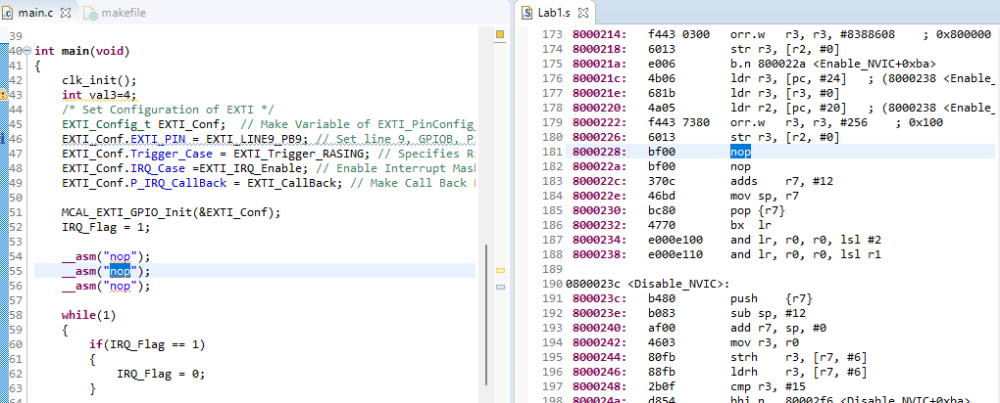 main.c
makefile
39
40 int main(void)
41 {
42 clk_init();
43 int val3=4;
44 /* Set Configuration of EXTI */
45 EXTI_Config_t EXTI_Conf; // Make Variable of EXTI_PinConfig_
46 EXTI_Conf.EXTI_PIN = EXTI_LINE9_PB9; // Set line 9, GPIOB, P
47 EXTI_Conf.Trigger_Case = EXTI_Trigger_RASING; // Specifies R
48 EXTI_Conf.IRQ_Case =EXTI_IRQ_Enable; // Enable Interrupt Mas
49 EXTI_Conf.P_IRQ_CallBack = EXTI_CallBack; // Make Call Back
50
51 MCAL_EXTI_GPIO_Init(&EXTI_Conf);
52 IRQ_Flag = 1;
53
54 __asm("nop");
55 __asm("nop");
56 __asm("nop");
57
58 while(1)
59 {
60 if(IRQ_Flag == 1)
61 {
62 IRQ_Flag = 0;
63 }
Lab1.s
173 8000214: f443 0300 orr.w r3, r3, #8388608 ; 0x800000
174 8000218: 6013 str r3, [r2, #0]
175 800021a: e006 b.n 800022a <Enable_NVIC+0xba>
176 800021c: 4b06 ldr r3, [pc, #24] ; (8000238 <Enable_
177 800021e: 681b ldr r3, [r3, #0]
178 8000220: 4a05 ldr r2, [pc, #20] ; (8000238 <Enable_
179 8000222: f443 7380 orr.w r3, r3, #256 ; 0x100
180 8000226: 6013 str r3, [r2, #0]
181 8000228: bf00 nop
182 800022a: bf00 nop
183 800022c: 370c adds r7, #12
184 800022e: 46bd mov sp, r7
185 8000230: bc80 pop {r7}
186 8000232: 4770 bx lr
187 8000234: e000e100 and lr, r0, r0, lsl #2
188 8000238: e000e110 and lr, r0, r0, lsl r1
189
190 0800023c <Disable_NVIC>:
191 800023c: b480 push {r7}
192 800023e: b083 sub sp, #12
193 8000240: af00 add r7, sp, #0
194 8000242: 4603 mov r3, r0
195 8000244: 80fb strh r3, [r7, #6]
196 8000246: 88fb ldrh r3, [r7, #6]
197 8000248: 2b0f cmp r3, #15
198 800024a: d854 bhi.n 80002f6 <Disable_NVIC+0xba>